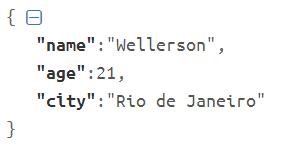 {
"name":"Wellerson",
"age":21,
"city":"Rio de Janeiro"
}